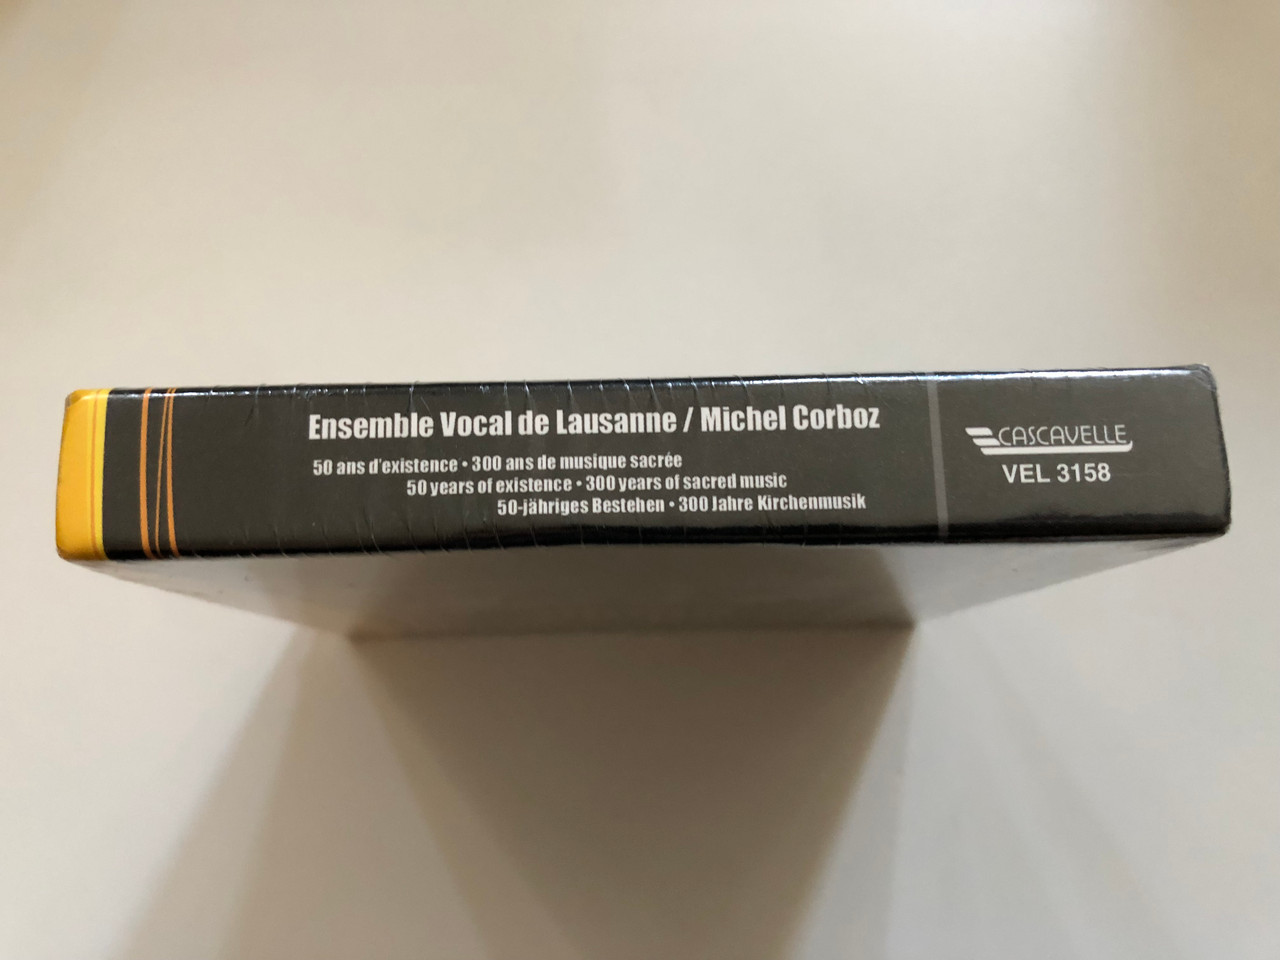 Ensemble Vocal de Lausanne / Michel Corboz
50 ans d'existence • 300 ans de musique sacrée
50 years of existence • 300 years of sacred music
50-jähriges Bestehen • 300 Jahre Kirchenmusik
CASCAVELLE
VEL 3158